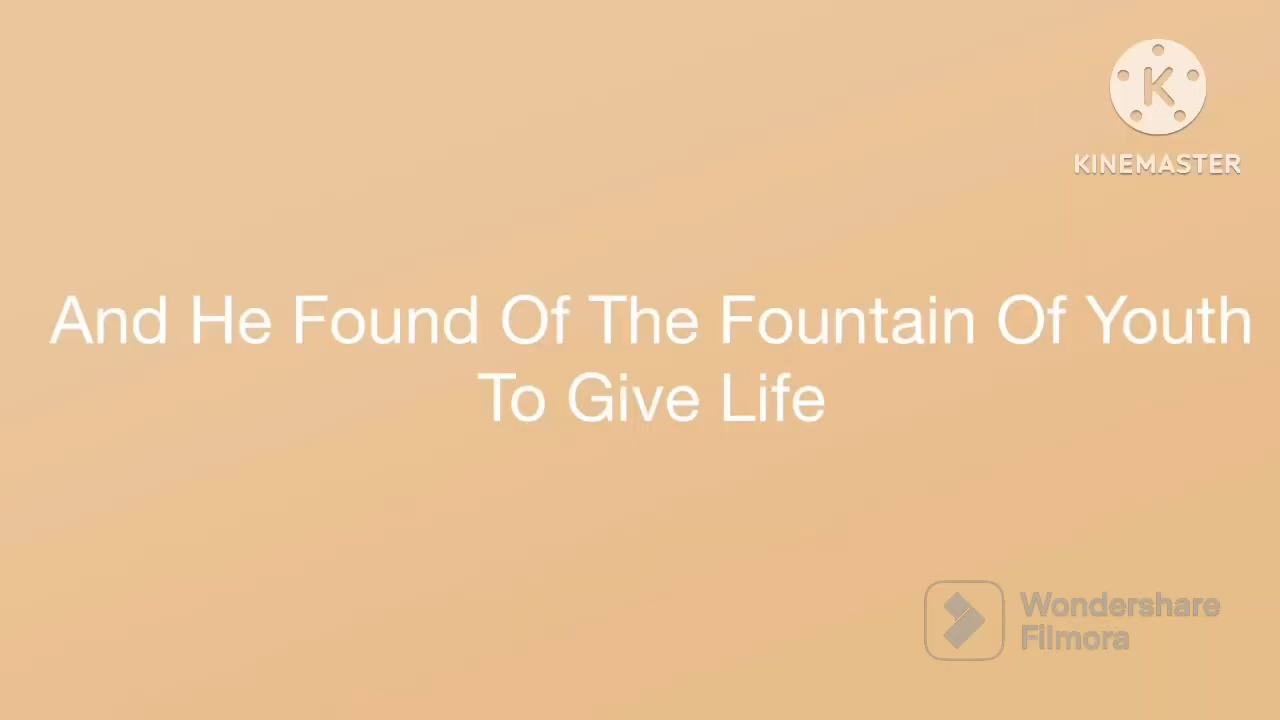 KINEMASTER
And He Found Of The Fountain Of Youth
To Give Life
Wondershare
Filmora